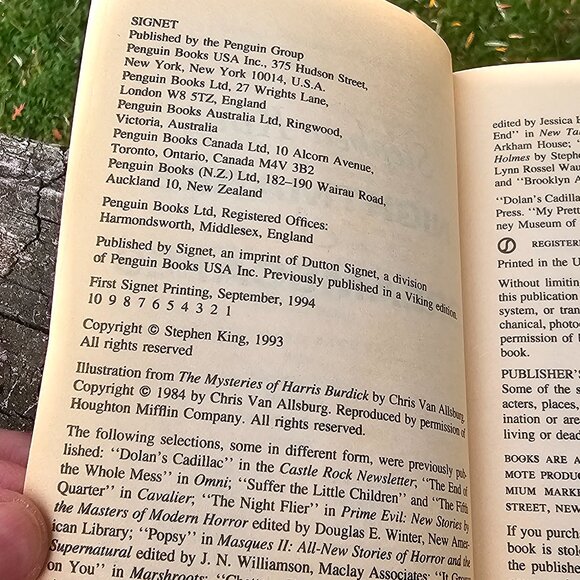 SIGNET
Published by the Penguin Group
Penguin Books USA Inc., 375 Hudson Street,
New York, New York 10014, U.S.A.
Penguin Books Ltd, 27 Wrights Lane,
London W8 5TZ, England
Penguin Books Australia Ltd, Ringwood,
Victoria, Australia
Penguin Books Canada Ltd, 10 Alcorn Avenue,
Toronto, Ontario, Canada M4V 3B2
Penguin Books (N.Z.) Ltd, 182–190 Wairau Road,
Auckland 10, New Zealand
Penguin Books Ltd, Registered Offices:
Harmondsworth, Middlesex, England
Published by Signet, an imprint of Dutton Signet, a division
of Penguin Books USA Inc. Previously published in a Viking edition.
First Signet Printing, September, 1994
10 9 8 7 6 5 4 3 2 1
Copyright © Stephen King, 1993
All rights reserved
Illustration from The Mysteries of Harris Burdick by Chris Van Allsburg.
Copyright © 1984 by Chris Van Allsburg. Reproduced by permission of
Houghton Mifflin Company. All rights reserved.
The following selections, some in different form, were previously pub-
lished: "Dolan's Cadillac" in the Castle Rock Newsletter; "The End of
the Whole Mess" in Omni; "Suffer the Little Children" and "The Fifth
Quarter" in Cavalier; "The Night Flier" in Prime Evil: New Stories by
the Masters of Modern Horror edited by Douglas E. Winter, New Amer-
ican Library; "Popsy" in Masques II: All-New Stories of Horror and the
Supernatural edited by J. N. Williamson, Maclay Associates "It Grows
on You" in Marshroots;
edited by Jessica
End" in New
Arkham House;
Holmes by Steph
Lynn Rossel Wau
and "Brooklyn A
"Dolan's Cadilla
Press. "My Pret
ney Museum of
REGISTER
Printed in the U
Without limitin
this publication
system, or tran
chanical, photo
permission of
book.
PUBLISHER'S
Some of the
acters, places,
ination or are
living or dead
BOOKS ARE A
MOTE PRODUC
MIUM MARK
STREET, NEW
If you purch
book is stol
the publishe